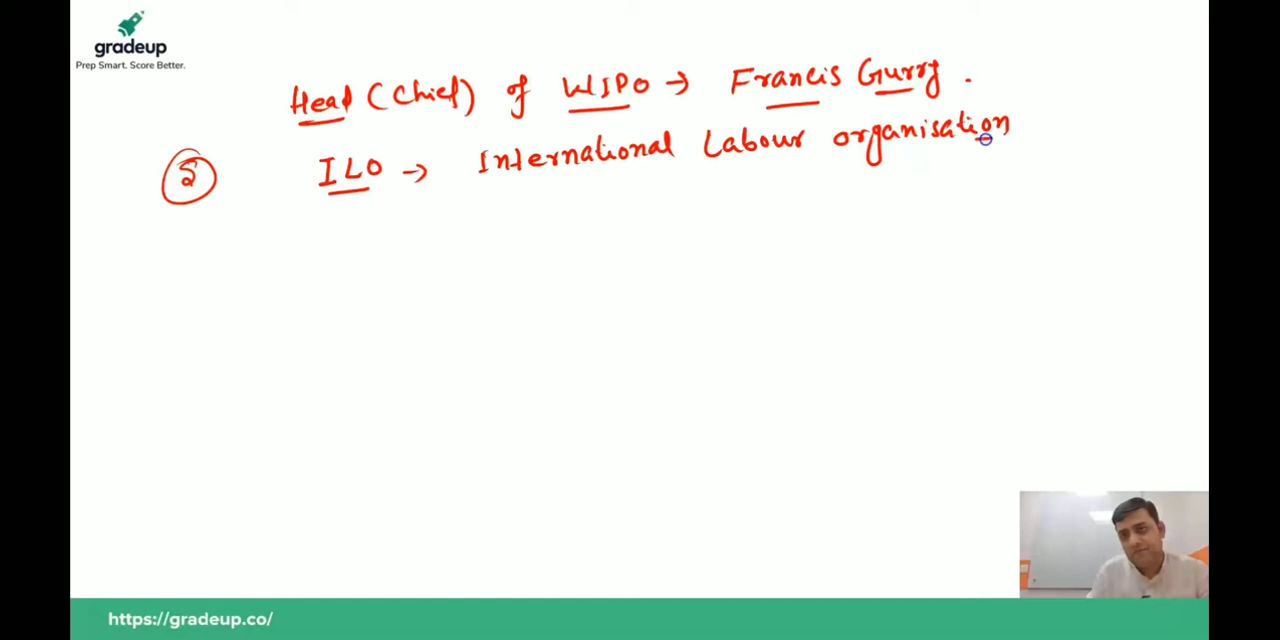 gradeup
Prep Smart. Score Better.
Head (Chief) of WIPO → Francis Gurry.
② ILO → International Labour organisation
https://gradeup.co/